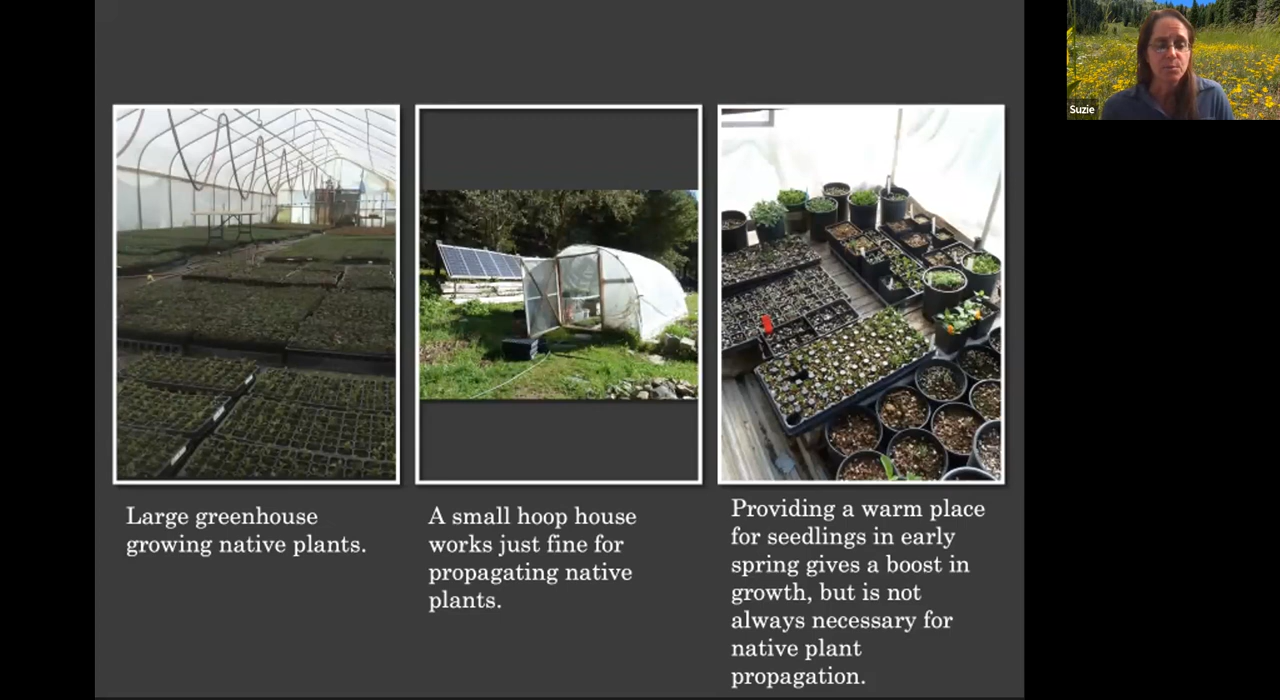 Suzie
Large greenhouse
growing native plants.
A small hoop house
works just fine for
propagating native
plants.
Providing a warm place
for seedlings in early
spring gives a boost in
growth, but is not
always necessary for
native plant
propagation.